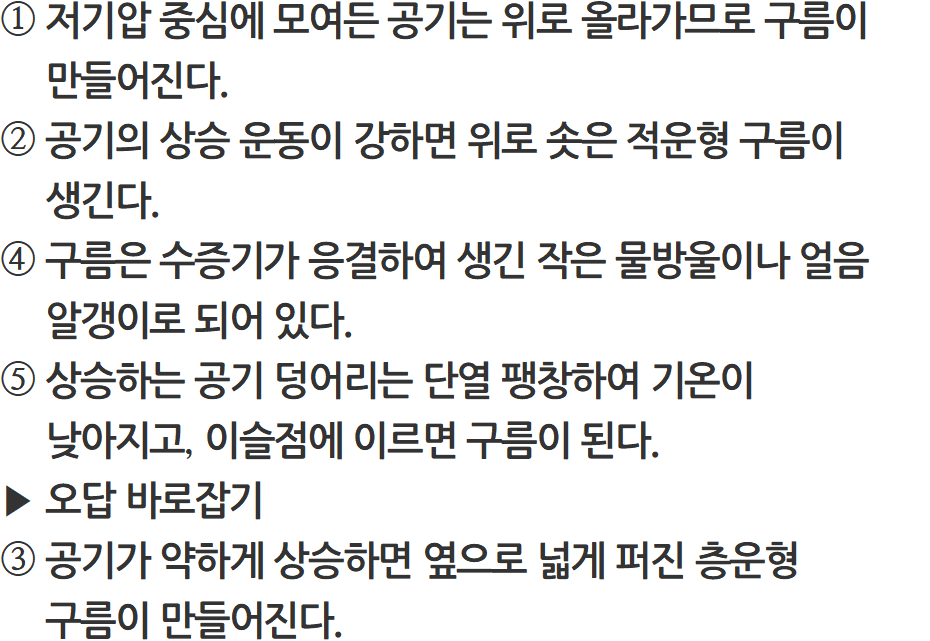 ① 저기압 중심에 모여든 공기는 위로 올라가므로 구름이
만들어진다.
② 공기의 상승 운동이 강하면 위로 솟은 적운형 구름이
생긴다.
④ 구름은 수증기가 응결하여 생긴 작은 물방울이나 얼음
알갱이로 되어 있다.
⑤ 상승하는 공기 덩어리는 단열 팽창하여 기온이
낮아지고, 이슬점에 이르면 구름이 된다.
▶ 오답 바로잡기
③ 공기가 약하게 상승하면 옆으로 넓게 퍼진 층운형
구름이 만들어진다.